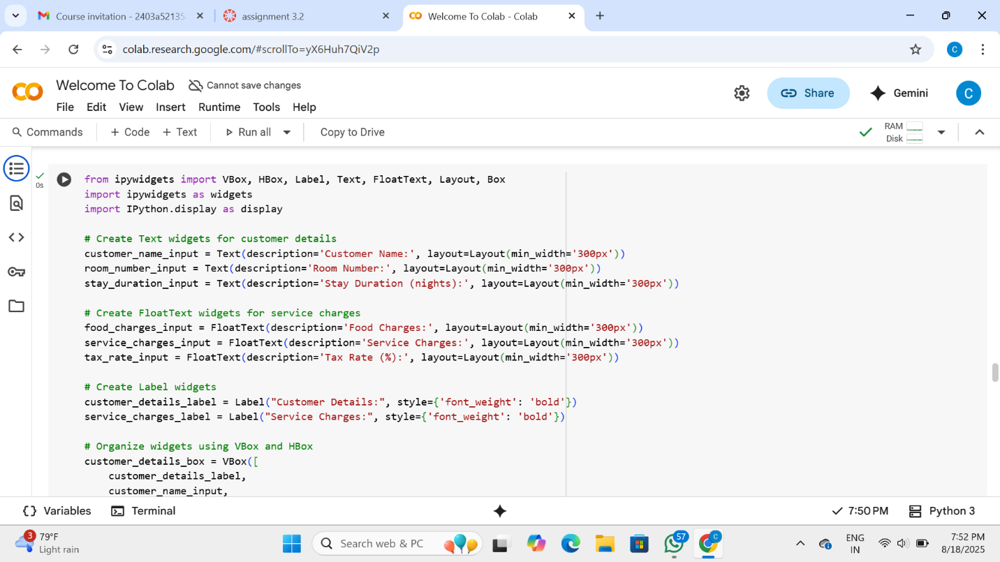 Course invitation - 2403a52135
assignment 3.2
Welcome To Colab - Colab
colab.research.google.com/#scrollTo=yX6Huh7QiV2p
C
Welcome To Colab
Cannot save changes
File Edit View Insert Runtime Tools Help
Share
Gemini
C
Commands
+ Code + Text
Run all
Copy to Drive
RAM
Disk
0s
from ipywidgets import VBox, HBox, Label, Text, FloatText, Layout, Box
import ipywidgets as widgets
import IPython.display as display
# Create Text widgets for customer details
customer_name_input = Text(description='Customer Name:', layout=Layout(min_width='300px'))
room_number_input = Text(description='Room Number:', layout=Layout(min_width='300px'))
stay_duration_input = Text(description='Stay Duration (nights):', layout=Layout(min_width='300px'))
# Create FloatText widgets for service charges
food_charges_input = FloatText(description='Food Charges:', layout=Layout(min_width='300px'))
service_charges_input = FloatText(description='Service Charges:', layout=Layout(min_width='300px'))
tax_rate_input = FloatText(description='Tax Rate (%):', layout=Layout(min_width='300px'))
# Create Label widgets
customer_details_label = Label("Customer Details:", style={'font_weight': 'bold'})
service_charges_label = Label("Service Charges:", style={'font_weight': 'bold'})
# Organize widgets using VBox and HBox
customer_details_box = VBox([
    customer_details_label,
    customer_name_input,
Variables
Terminal
7:50 PM
Python 3
3
79°F
Light rain
Search web & PC
57
C
ENG
IN
7:52 PM
8/18/2025